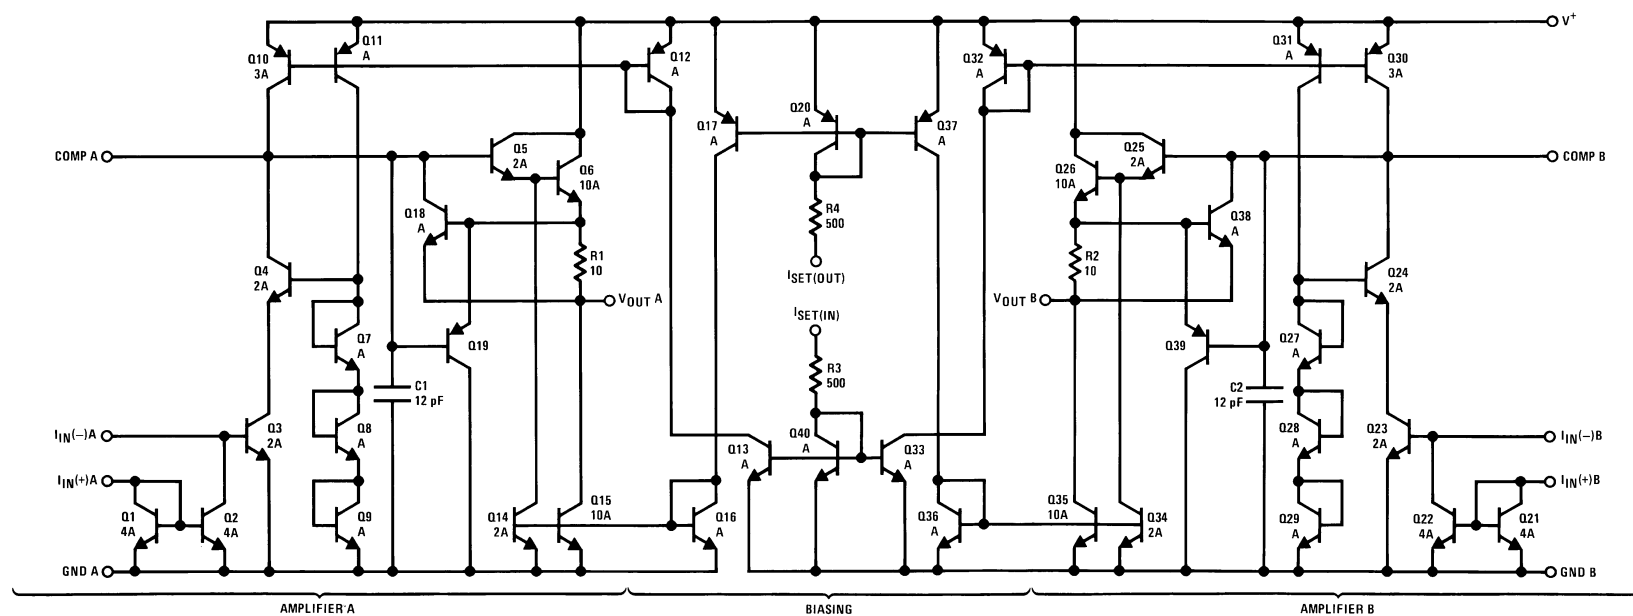 V+
Q10
3A
Q11
A
Q12
A
Q32
A
Q31
A
Q30
3A
Q17
A
Q20
A
Q37
A
COMP A
Q5
2A
Q6
10A
Q25
2A
Q26
10A
COMP B
Q18
A
R4
500
Q38
A
R1
10
R2
10
Q4
2A
ISET(OUT)
Q24
2A
VOUT A
VOUT B
ISET(IN)
Q7
A
Q19
Q39
Q27
A
R3
500
C1
12 pF
C2
12 pF
IIN(–)A
Q3
2A
Q8
A
Q13
A
Q40
A
Q33
A
Q28
A
Q23
2A
IIN(–)B
IIN(+)A
IIN(+)B
Q1
4A
Q2
4A
Q9
A
Q14
2A
Q15
10A
Q16
A
Q36
A
Q35
10A
Q34
2A
Q29
A
Q22
4A
Q21
4A
GND A
GND B
AMPLIFIER A
BIASING
AMPLIFIER B